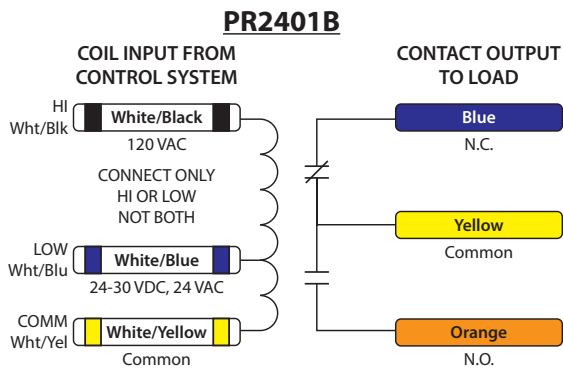 PR2401B
COIL INPUT FROM
CONTROL SYSTEM
HI
Wht/Blk
White/Black
120 VAC
CONNECT ONLY
HI OR LOW
NOT BOTH
LOW
Wht/Blu
White/Blue
24-30 VDC, 24 VAC
COMM
Wht/Yel
White/Yellow
Common
CONTACT OUTPUT
TO LOAD
Blue
N.C.
Yellow
Common
Orange
N.O.